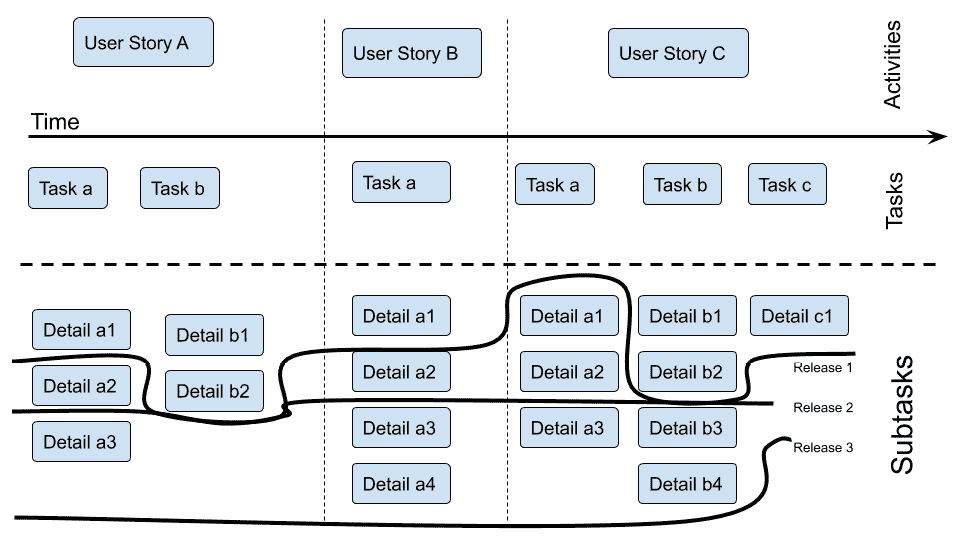 User Story A
User Story B
User Story C
Activities
Time
Task a
Task b
Task a
Task a
Task b
Task c
Tasks
Detail a1
Detail b1
Detail a1
Detail a1
Detail b1
Detail c1
Detail a2
Detail b2
Detail a2
Detail a2
Detail b2
Release 1
Release 2
Detail a3
Detail a3
Detail a3
Detail b3
Release 3
Detail a4
Detail b4
Subtasks